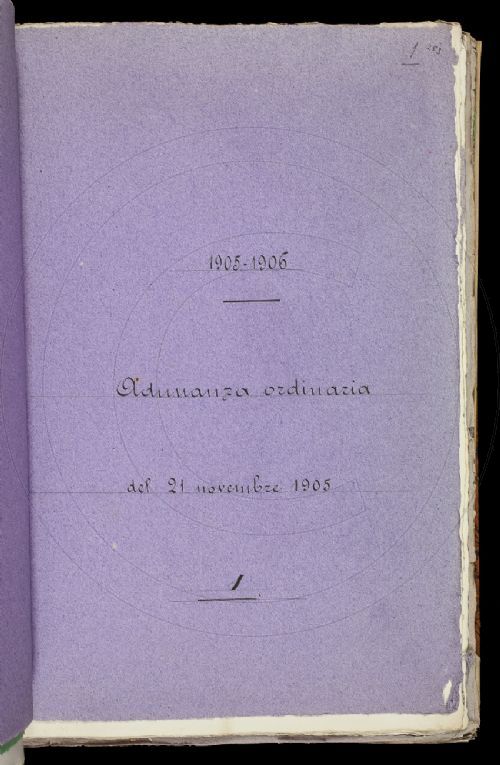 1
1905-1906
Adunanza ordinaria
del 21 novembre 1905
1